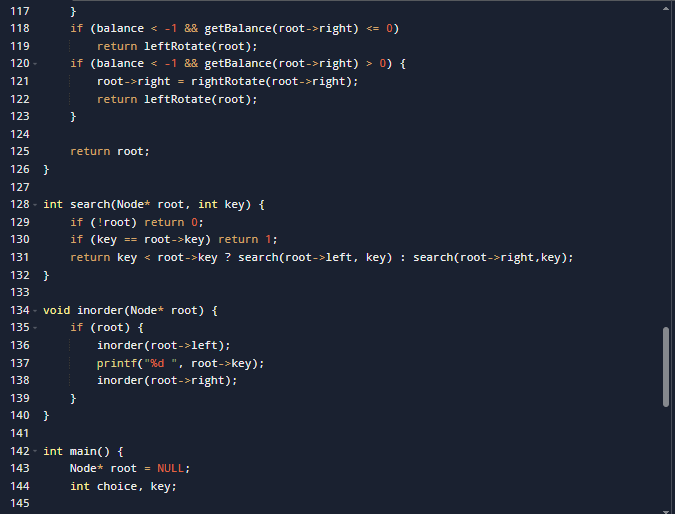 117     }
118     if (balance < -1 && getBalance(root->right) <= 0)
119         return leftRotate(root);
120     if (balance < -1 && getBalance(root->right) > 0) {
121         root->right = rightRotate(root->right);
122         return leftRotate(root);
123     }
124
125     return root;
126 }
127
128 int search(Node* root, int key) {
129     if (!root) return 0;
130     if (key == root->key) return 1;
131     return key < root->key ? search(root->left, key) : search(root->right,key);
132 }
133
134 void inorder(Node* root) {
135     if (root) {
136         inorder(root->left);
137         printf("%d ", root->key);
138         inorder(root->right);
139     }
140 }
141
142 int main() {
143     Node* root = NULL;
144     int choice, key;
145